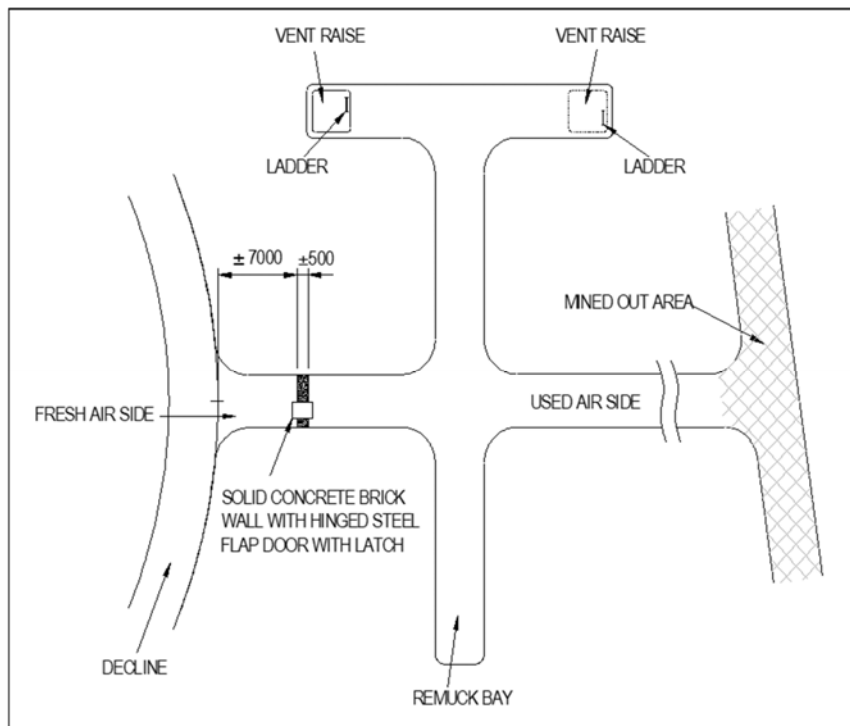 VENT RAISE
VENT RAISE
LADDER
LADDER
± 7000
±500
MINED OUT AREA
FRESH AIR SIDE
USED AIR SIDE
SOLID CONCRETE BRICK
WALL WITH HINGED STEEL
FLAP DOOR WITH LATCH
DECLINE
REMUCK BAY